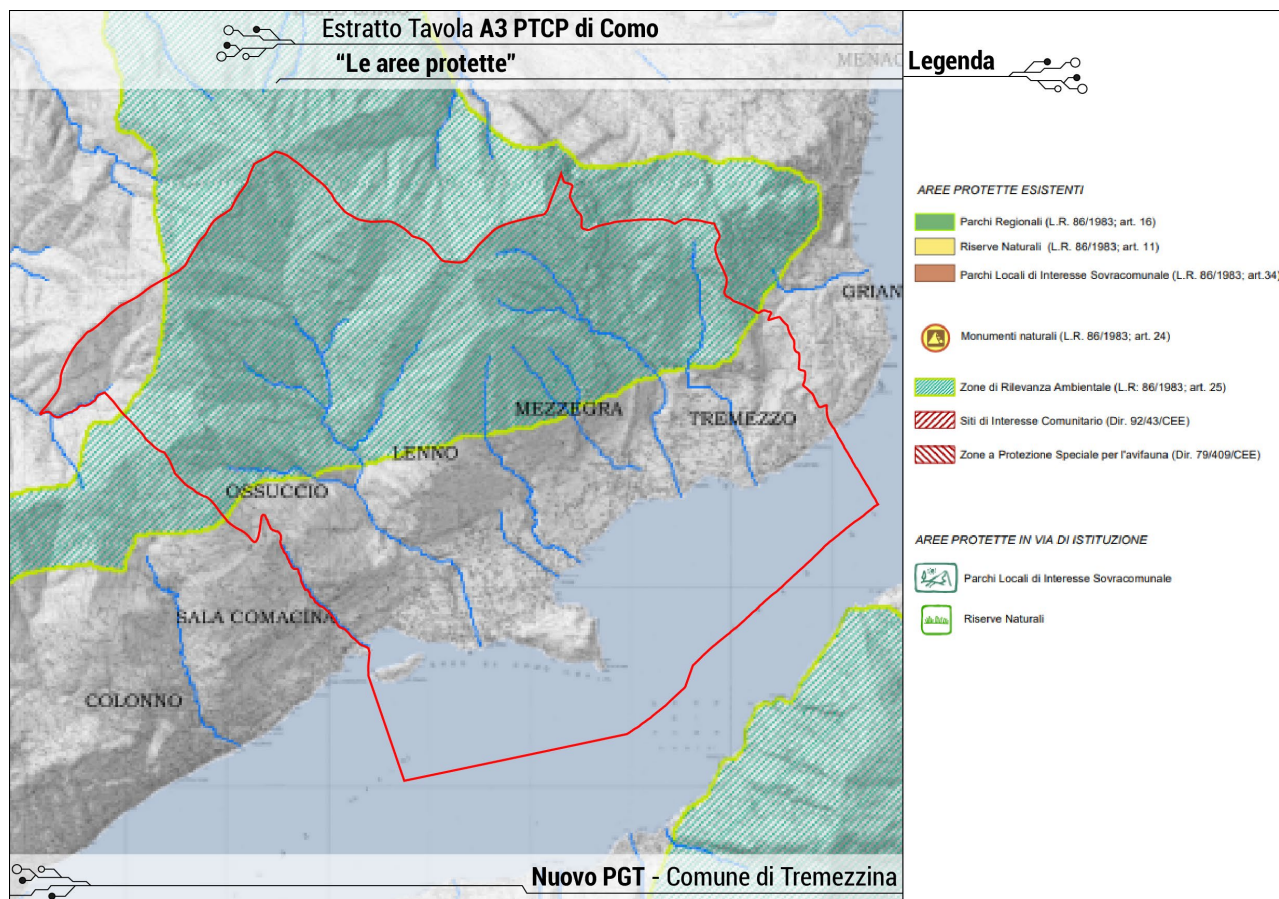 Estratto Tavola A3 PTCP di Como
“Le aree protette”
MENAG
GRIAN
MEZZEGRA
TREMEZZO
LENNO
OSSUCCIO
SALA COMACINA
COLONNO
Nuovo PGT - Comune di Tremezzina
Legenda
AREE PROTETTE ESISTENTI
Parchi Regionali (L.R. 86/1983; art. 16)
Riserve Naturali (L.R. 86/1983; art. 11)
Parchi Locali di Interesse Sovracomunale (L.R. 86/1983; art.34)
Monumenti naturali (L.R. 86/1983; art. 24)
Zone di Rilevanza Ambientale (L.R: 86/1983; art. 25)
Siti di Interesse Comunitario (Dir. 92/43/CEE)
Zone a Protezione Speciale per l'avifauna (Dir. 79/409/CEE)
AREE PROTETTE IN VIA DI ISTITUZIONE
Parchi Locali di Interesse Sovracomunale
Riserve Naturali